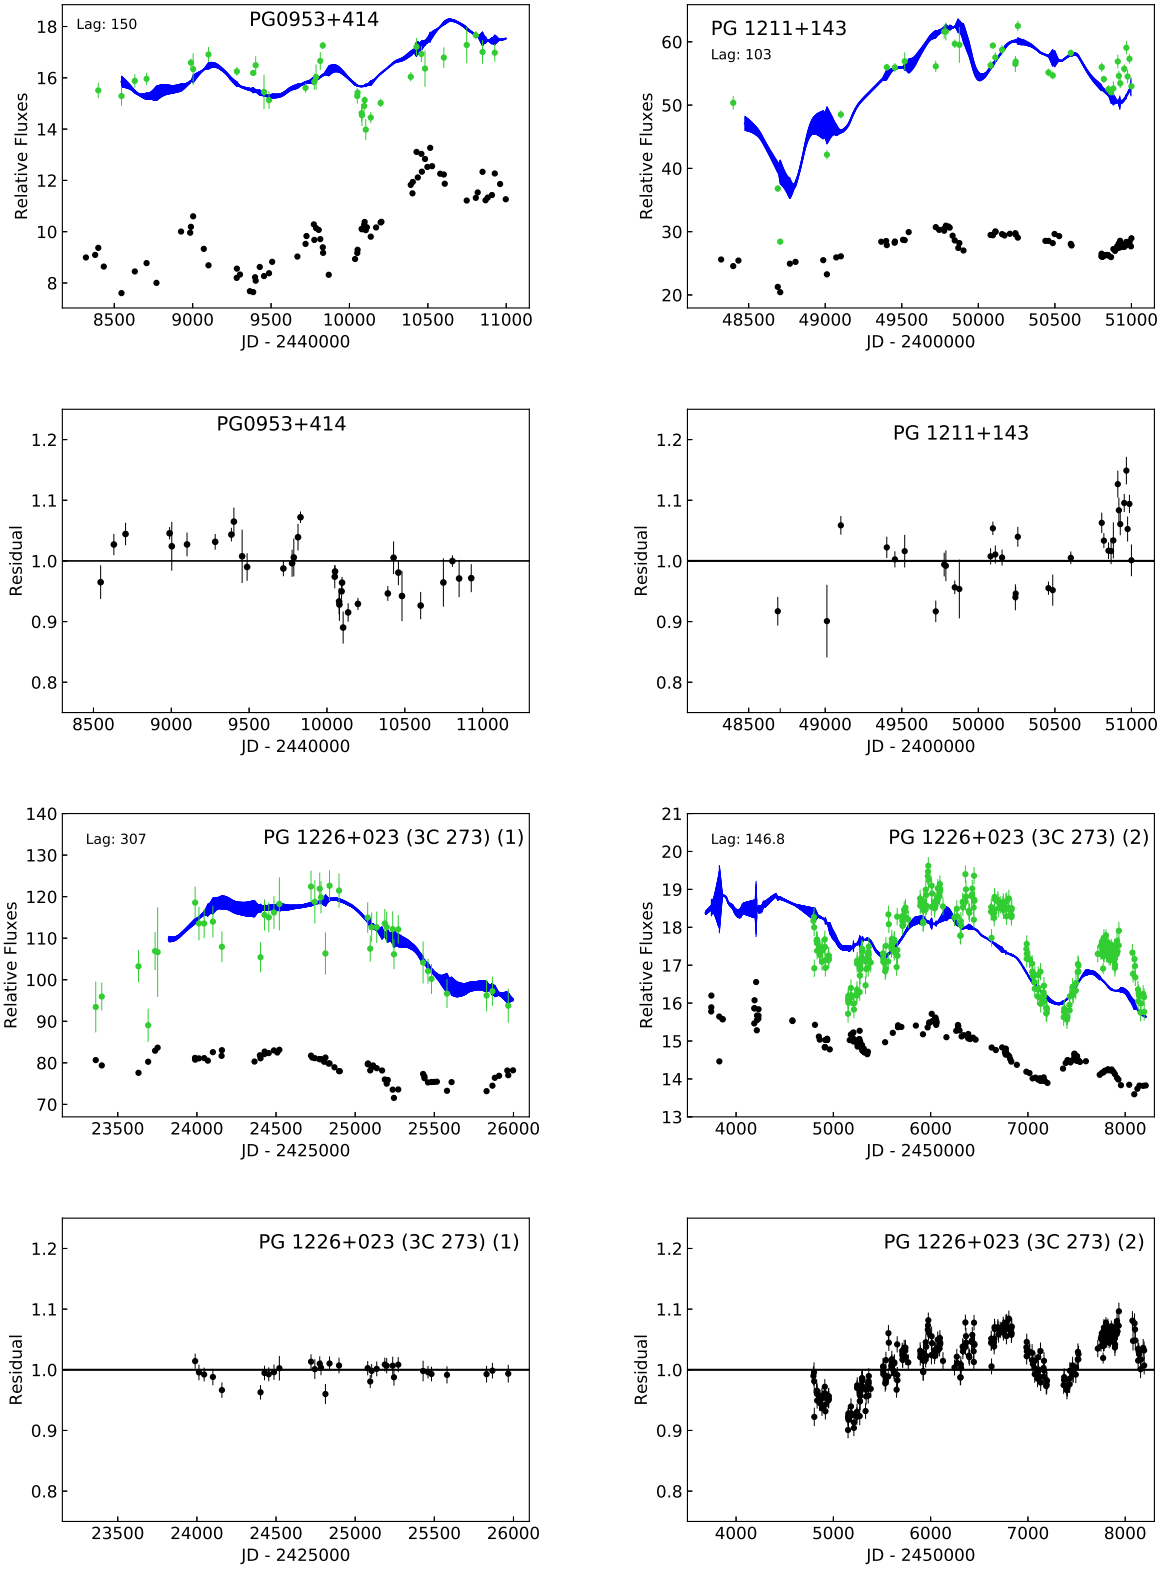 PG0953+414
Lag: 150
Relative Fluxes
18
16
14
12
10
8
8500 9000 9500 10000 10500 11000
JD - 2440000
PG 1211+143
Lag: 103
Relative Fluxes
60
50
40
30
20
48500 49000 49500 50000 50500 51000
JD - 2400000
PG0953+414
Residual
1.2
1.1
1.0
0.9
0.8
8500 9000 9500 10000 10500 11000
JD - 2440000
PG 1211+143
Residual
1.2
1.1
1.0
0.9
0.8
48500 49000 49500 50000 50500 51000
JD - 2400000
PG 1226+023 (3C 273) (1)
Lag: 307
Relative Fluxes
140
130
120
110
100
90
80
70
23500 24000 24500 25000 25500 26000
JD - 2425000
PG 1226+023 (3C 273) (2)
Lag: 146.8
Relative Fluxes
21
20
19
18
17
16
15
14
13
4000 5000 6000 7000 8000
JD - 2450000
PG 1226+023 (3C 273) (1)
Residual
1.2
1.1
1.0
0.9
0.8
23500 24000 24500 25000 25500 26000
JD - 2425000
PG 1226+023 (3C 273) (2)
Residual
1.2
1.1
1.0
0.9
0.8
4000 5000 6000 7000 8000
JD - 2450000